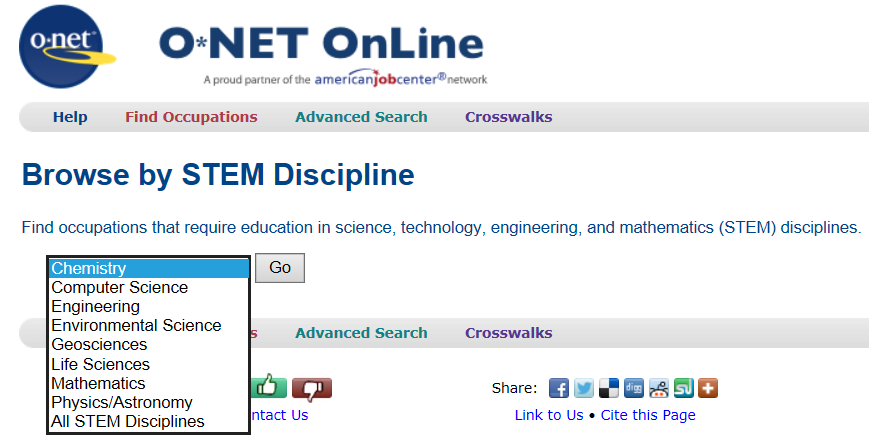 o·net
O*NET OnLine
A proud partner of the americanjobcenter® network
Help Find Occupations Advanced Search Crosswalks
Browse by STEM Discipline
Find occupations that require education in science, technology, engineering, and mathematics (STEM) disciplines.
Chemistry Go
Computer Science
Engineering
Environmental Science
Geosciences
Life Sciences
Mathematics
Physics/Astronomy
All STEM Disciplines
s Advanced Search Crosswalks
Share: digg
ntact Us Link to Us • Cite this Page